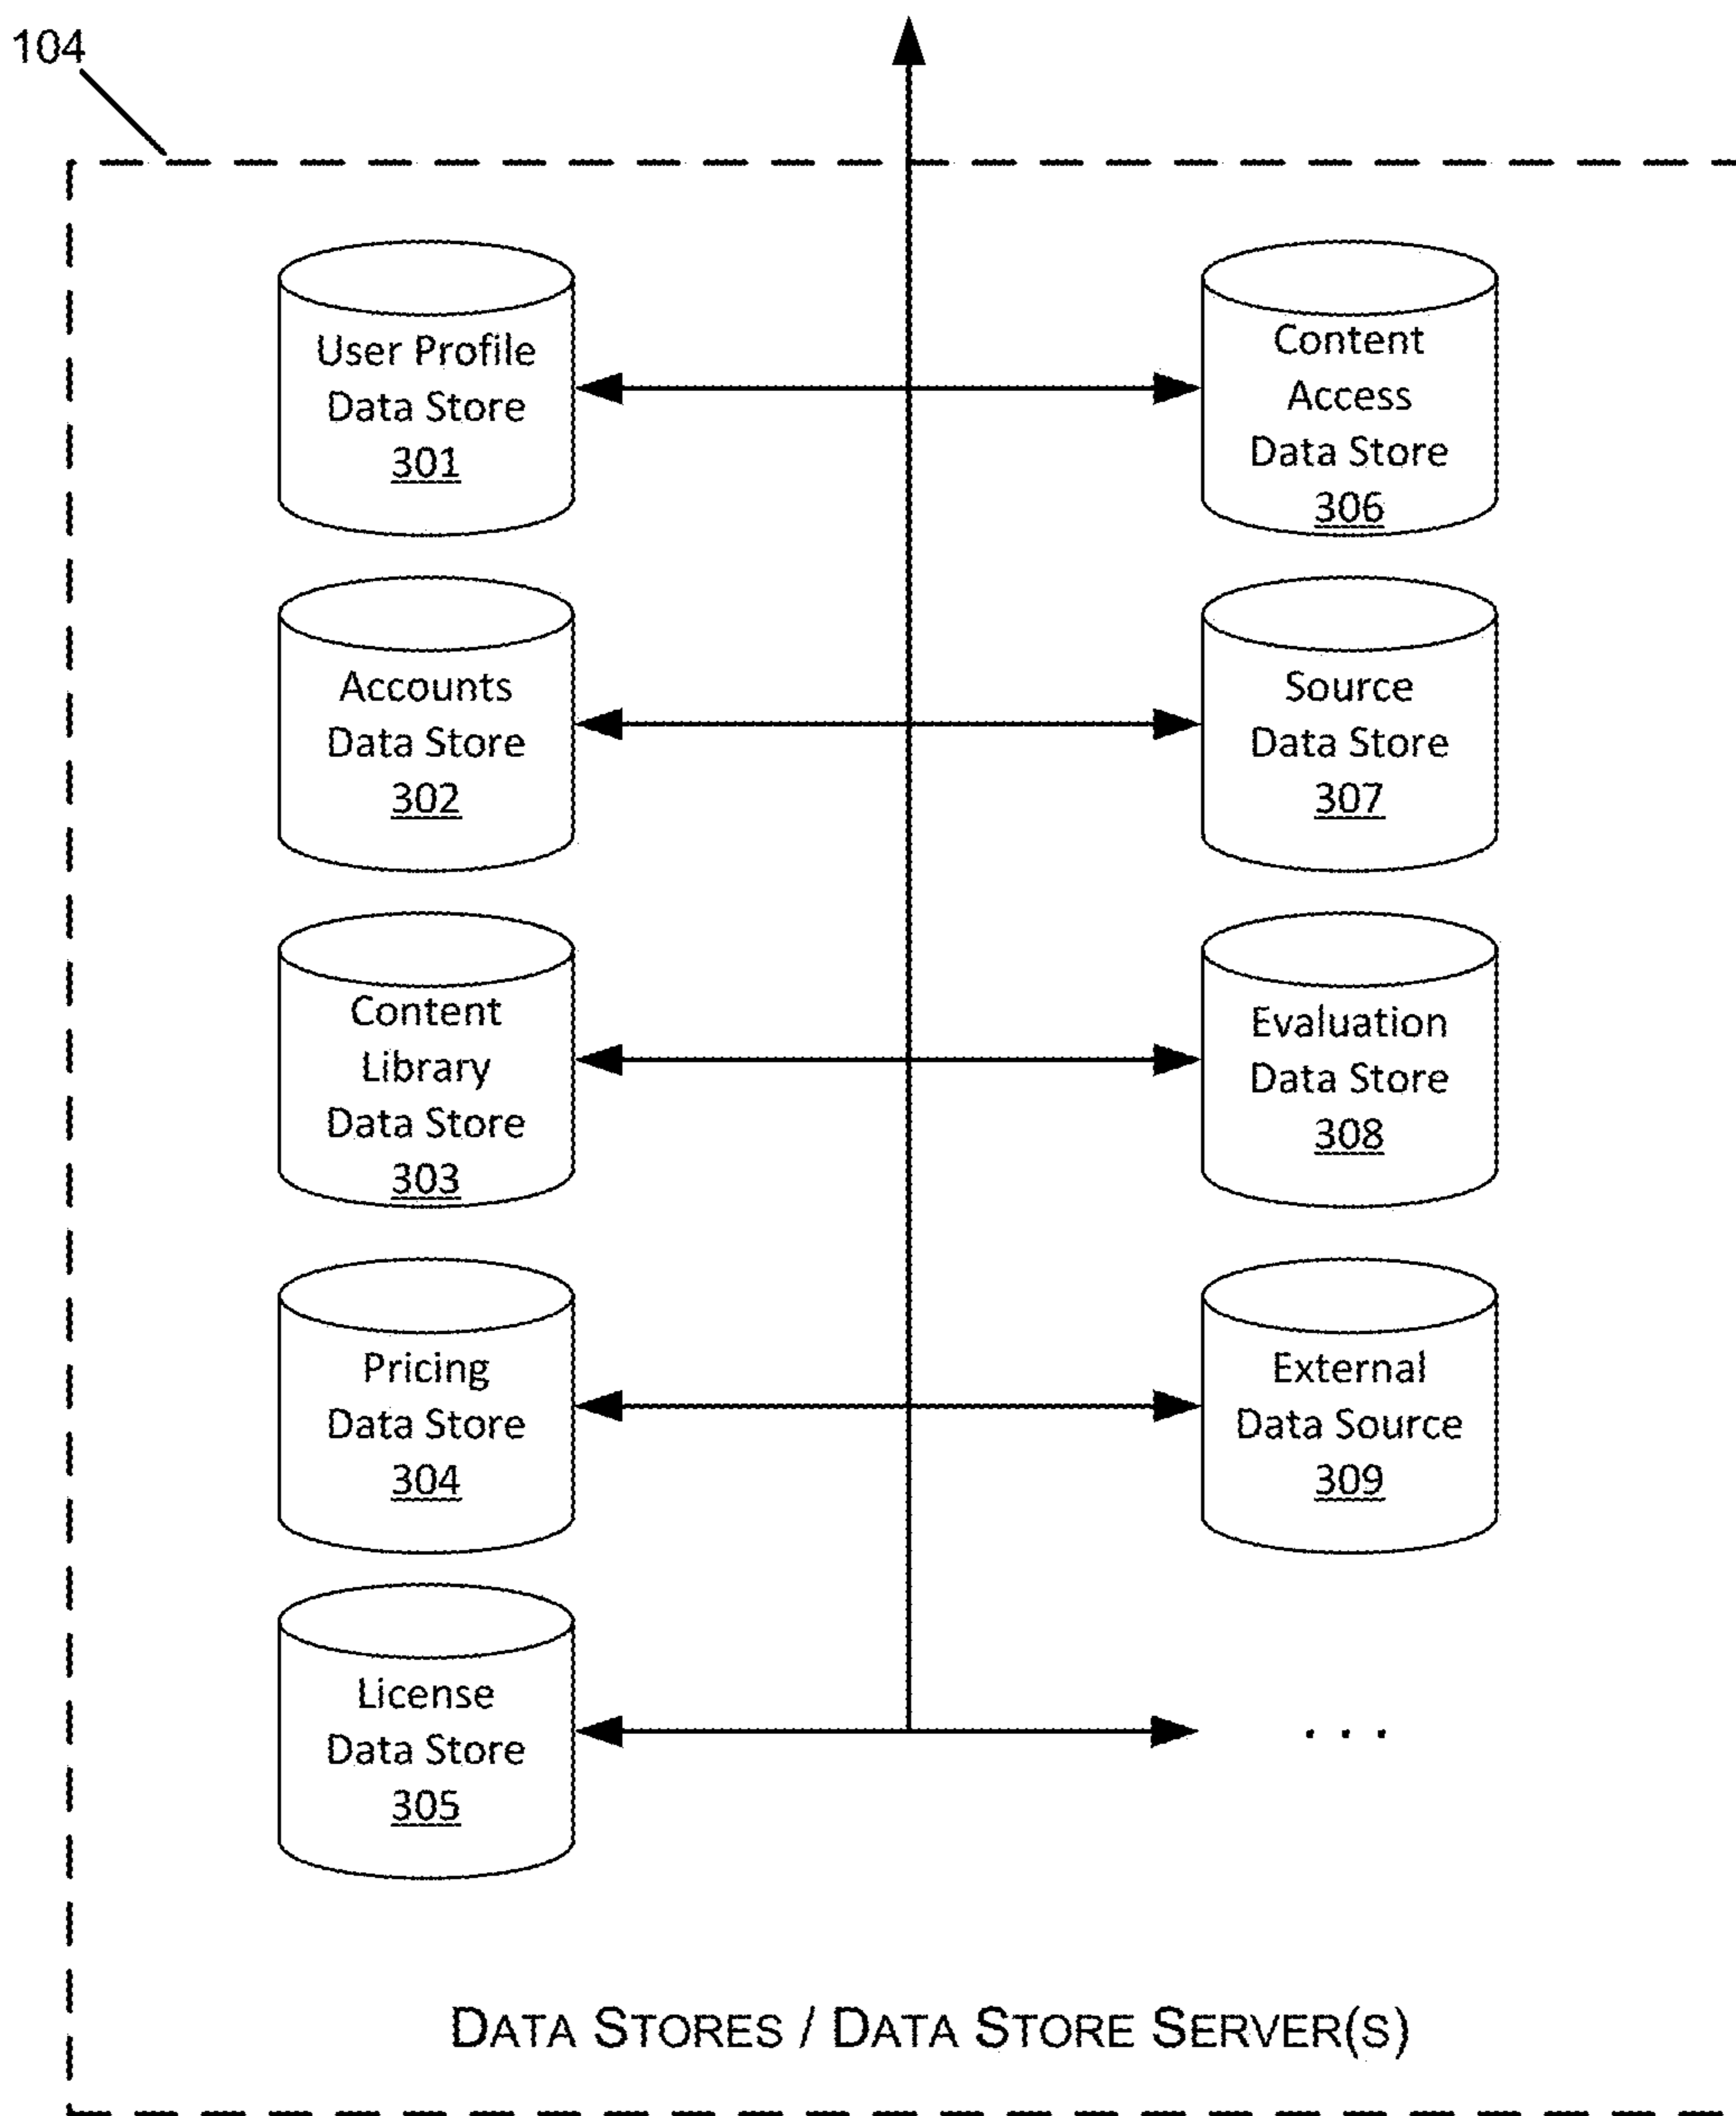 104
User Profile
Data Store
301
Content
Access
Data Store
306
Accounts
Data Store
302
Source
Data Store
307
Content
Library
Data Store
303
Evaluation
Data Store
308
Pricing
Data Store
304
External
Data Source
309
License
Data Store
305
. . .
DATA STORES / DATA STORE SERVER(S)